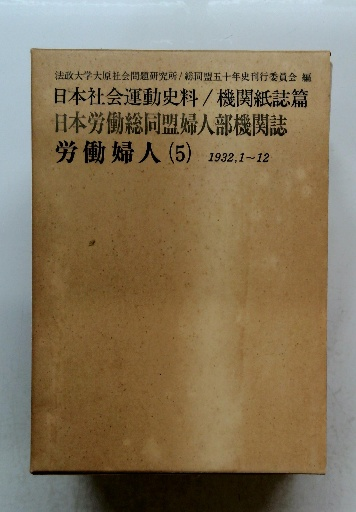 法政大学大原社会問題研究所/総同盟五十年史刊行委員会 編
日本社会運動史料/機関紙誌篇
日本労働総同盟婦人部機関誌
労働婦人(5) 1932,1~12